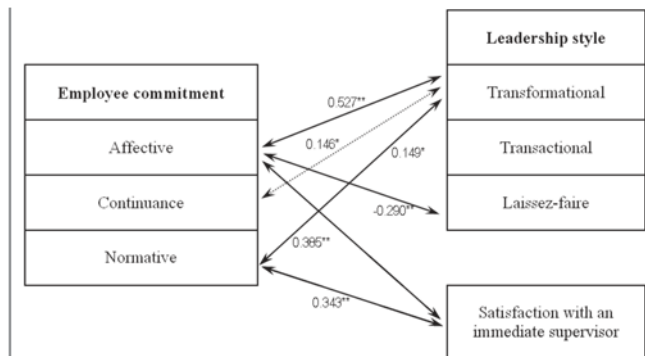 Leadership style
Employee commitment
Transformational
0.527**
Affective
0.146*
0.149*
Transactional
Continuance
-0.290**
Laissez-faire
Normative
0.385**
0.343**
Satisfaction with an
immediate supervisor